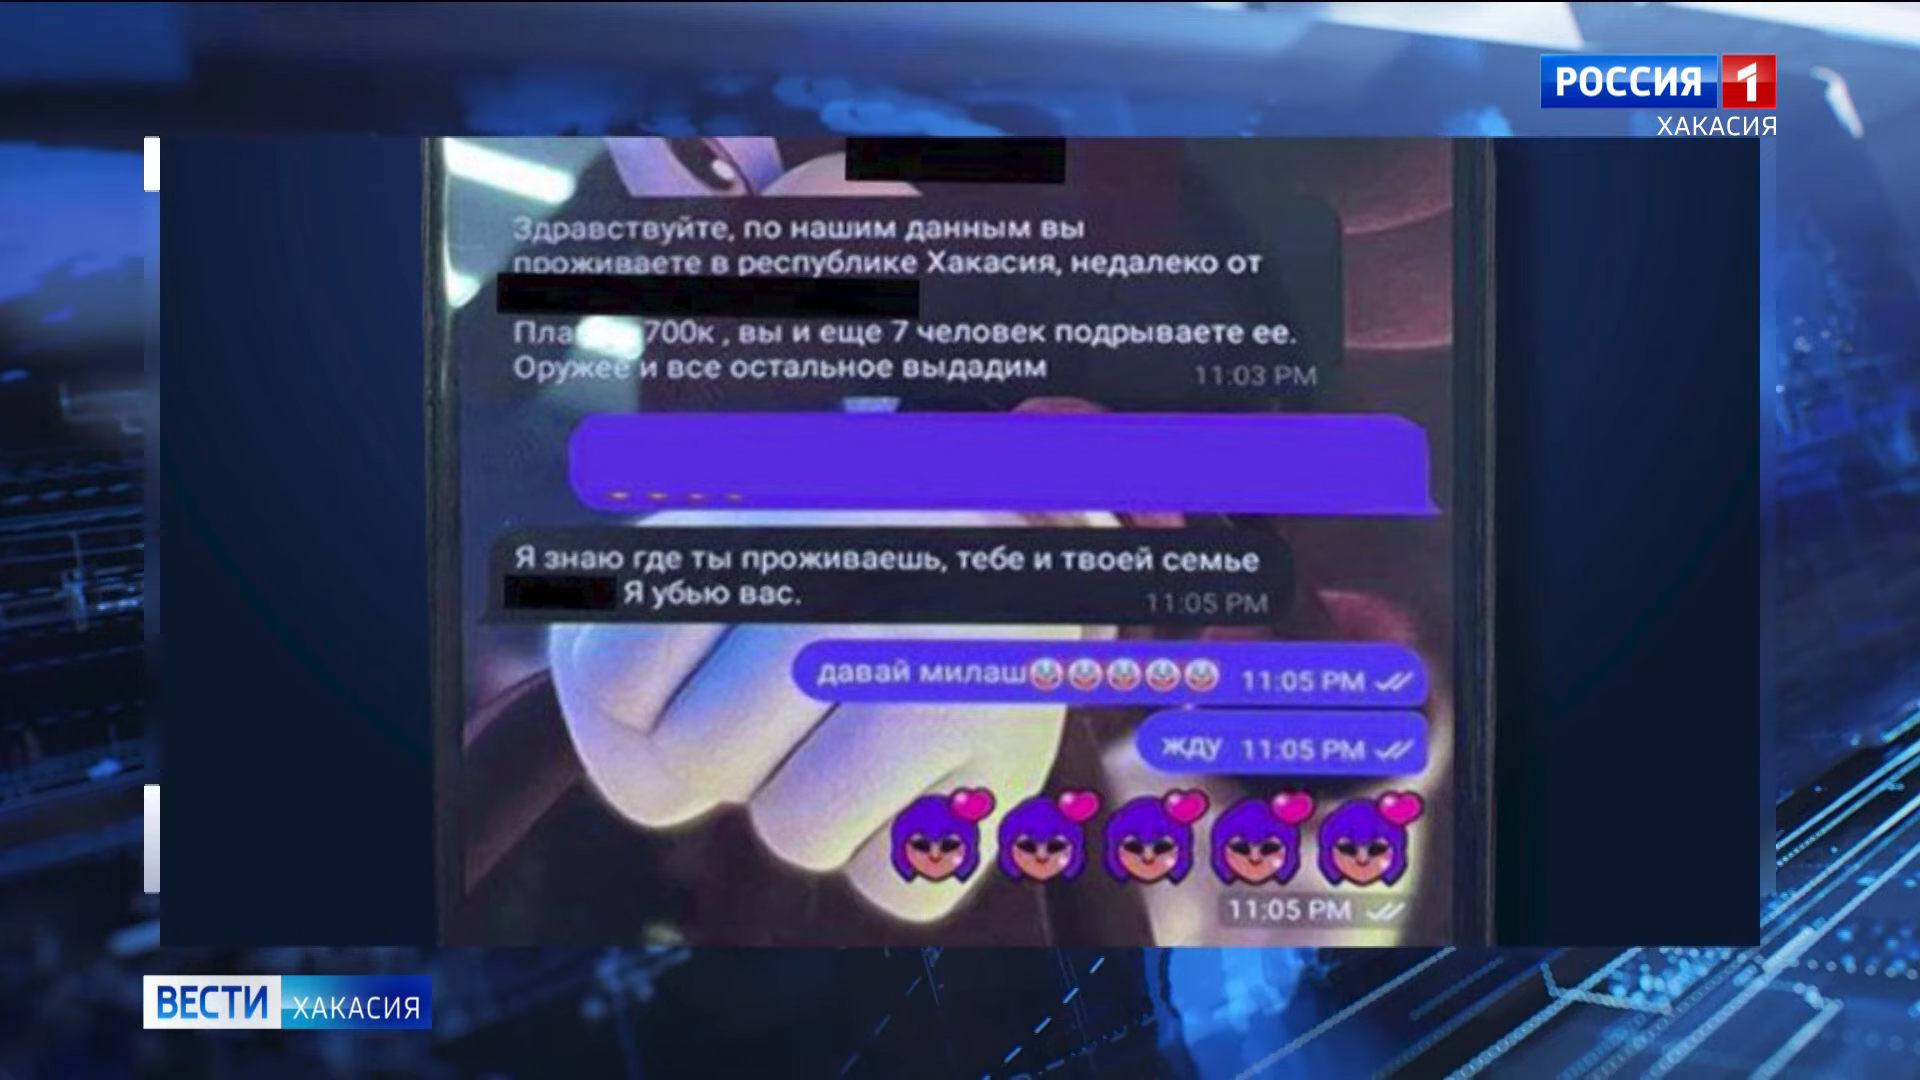 РОССИЯ 1
ХАКАСИЯ
Здравствуйте, по нашим данным вы
проживаете в республике Хакасия, недалеко от
700к , вы и еще 7 человек подрываете ее.
Оружее и все остальное выдадим
11:03 PM
Я знаю где ты проживаешь, тебе и твоей семье
Я убью вас.
11:05 PM
давай милаш🤡🤡🤡🤡🤡 11:05 PM
жду 11:05 PM
11:05 PM
ВЕСТИ ХАКАСИЯ